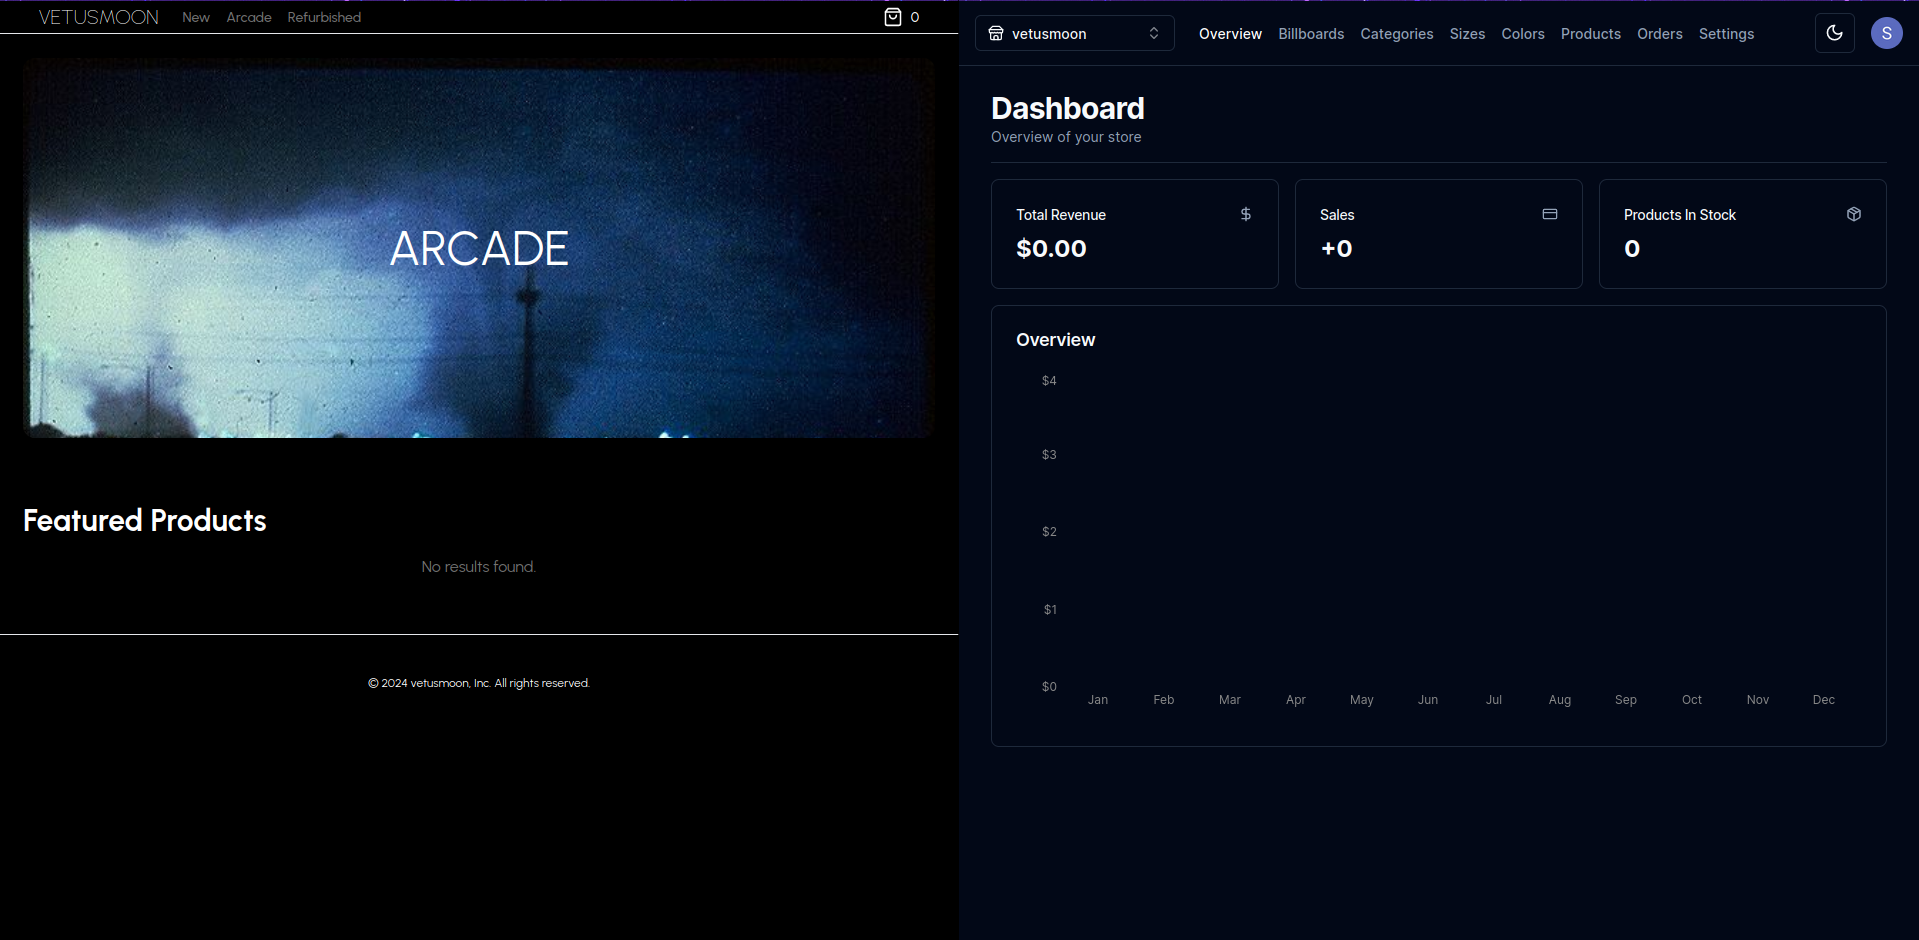 VETUSMOON New Arcade Refurbished 0
ARCADE
Featured Products
No results found.
© 2024 vetusmoon, Inc. All rights reserved.
vetusmoon Overview Billboards Categories Sizes Colors Products Orders Settings S
Dashboard
Overview of your store
Total Revenue $
$0.00
Sales
+0
Products In Stock
0
Overview
$4
$3
$2
$1
$0
Jan Feb Mar Apr May Jun Jul Aug Sep Oct Nov Dec